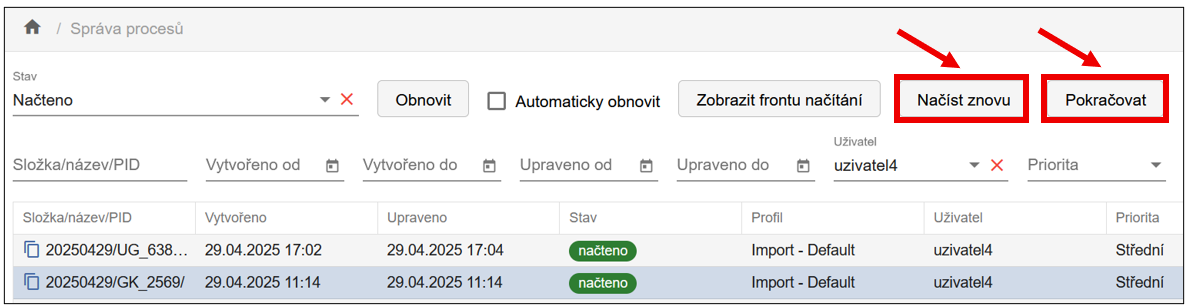 / Správa procesů
Stav
Načteno Obnovit Automaticky obnovit Zobrazit frontu načítání Načíst znovu Pokračovat
Uživatel
Složka/název/PID Vytvořeno od Vytvořeno do Upraveno od Upraveno do uzivatel4 Priorita
Složka/název/PID Vytvořeno Upraveno Stav Profil Uživatel Priorita
20250429/UG_638... 29.04.2025 17:02 29.04.2025 17:04 načteno Import - Default uzivatel4 Střední
20250429/GK_2569/ 29.04.2025 11:14 29.04.2025 11:14 načteno Import - Default uzivatel4 Střední